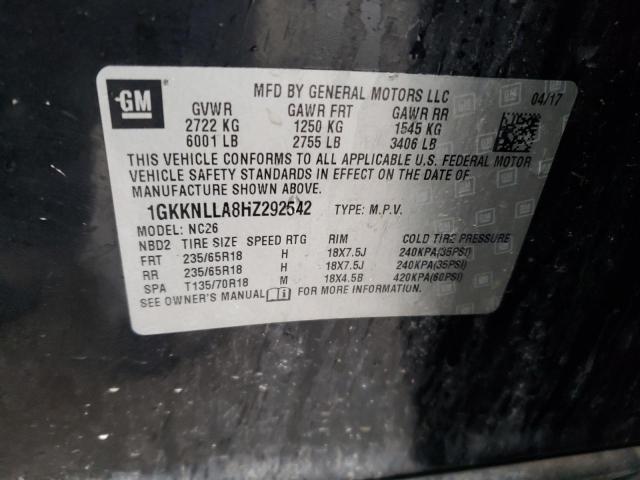 GM
MFD BY GENERAL MOTORS LLC 04/17
GVWR GAWR FRT GAWR RR
2722 KG 1250 KG 1545 KG
6001 LB 2755 LB 3406 LB
THIS VEHICLE CONFORMS TO ALL APPLICABLE U.S. FEDERAL MOTOR
VEHICLE SAFETY STANDARDS IN EFFECT ON THE DATE OF
MANUFACTURE SHOWN ABOVE.
1GKKNLLA8HZ292542 TYPE: M.P.V.
MODEL: NC26
NBD2 TIRE SIZE SPEED RTG RIM COLD TIRE PRESSURE
FRT 235/65R18 H 18X7.5J 240KPA(35PSI)
RR 235/65R18 H 18X7.5J 240KPA(35PSI)
SPA T135/70R18 M 18X4.5B 420KPA(60PSI)
SEE OWNER'S MANUAL FOR MORE INFORMATION.